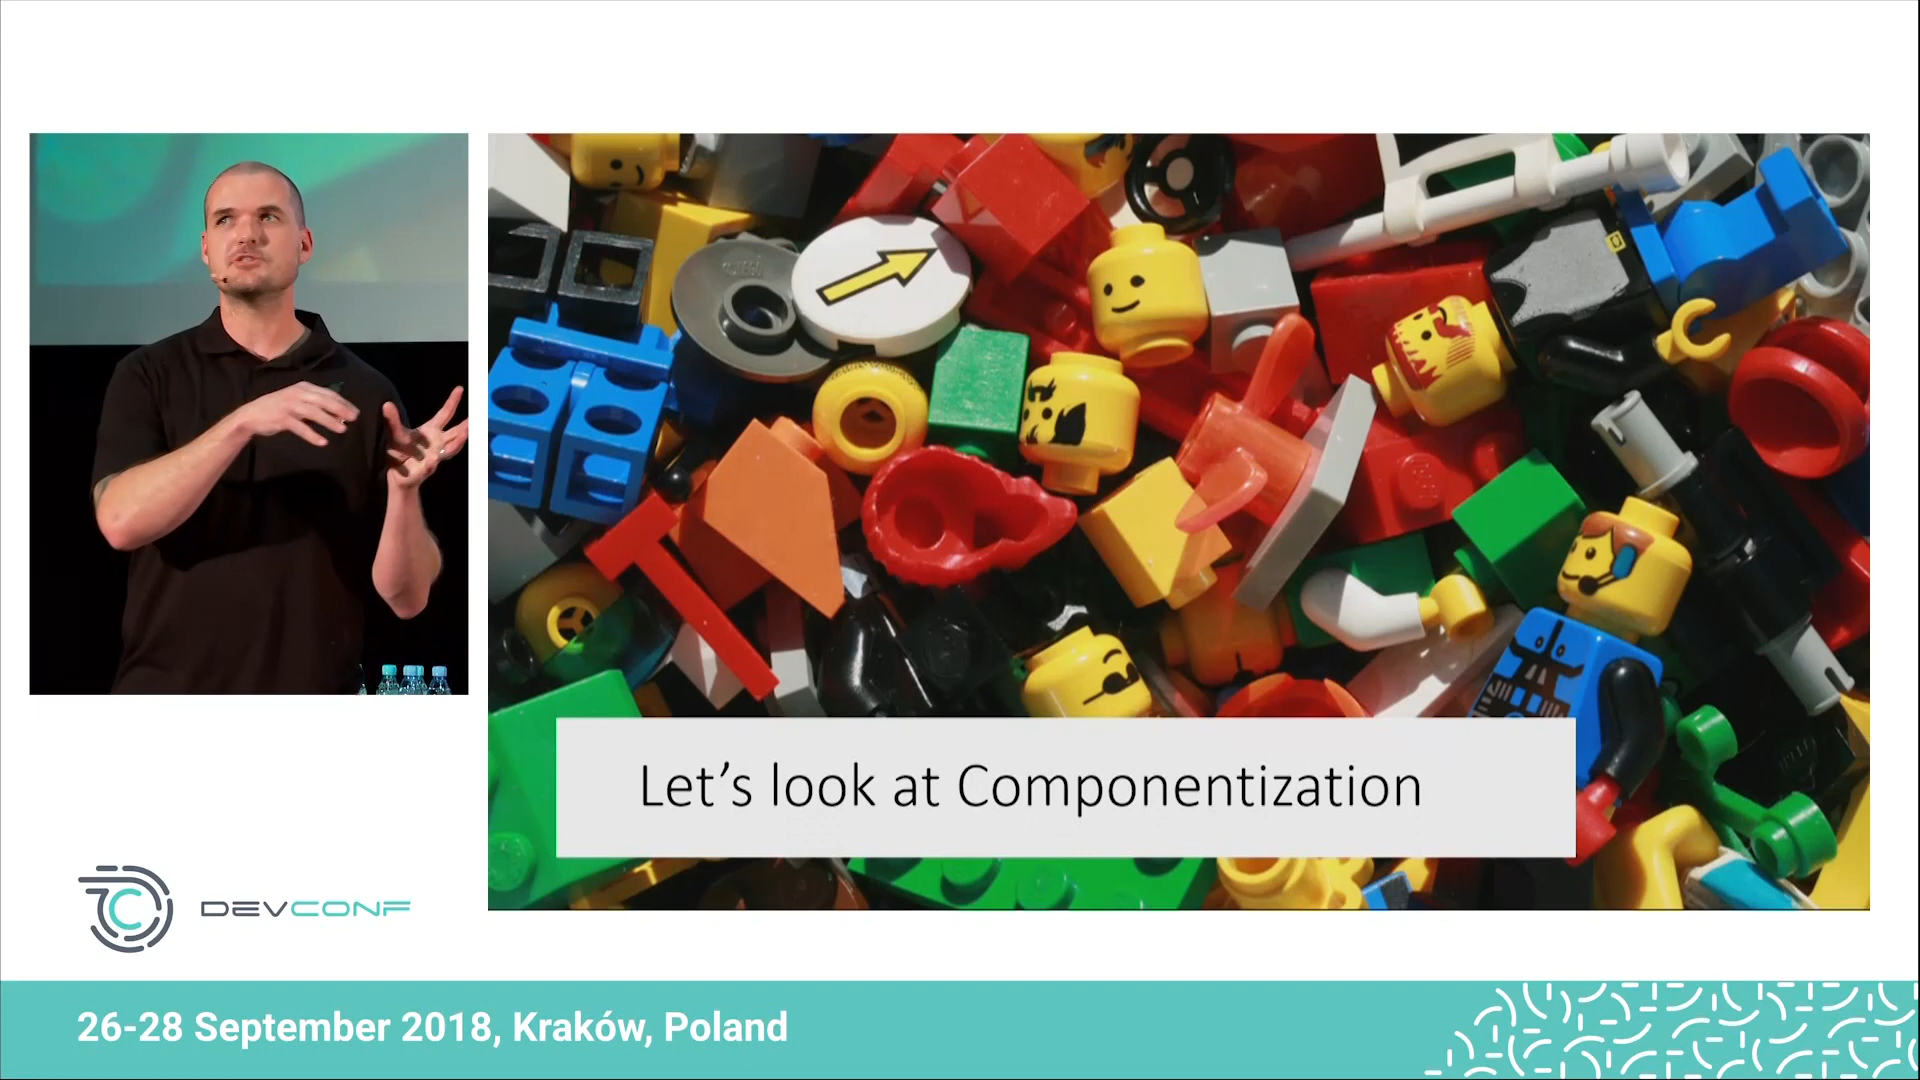 Let's look at Componentization
DEVCONF
26-28 September 2018, Kraków, Poland